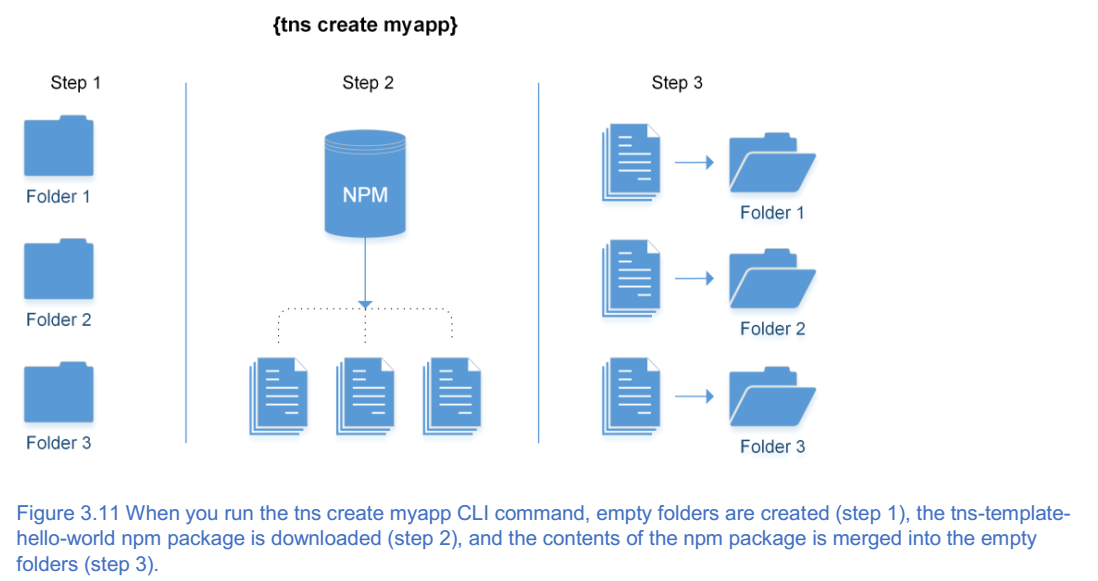 {tns create myapp}
Step 1
Folder 1
Folder 2
Folder 3
Step 2
NPM
Step 3
Folder 1
Folder 2
Folder 3
Figure 3.11 When you run the tns create myapp CLI command, empty folders are created (step 1), the tns-template-
hello-world npm package is downloaded (step 2), and the contents of the npm package is merged into the empty
folders (step 3).